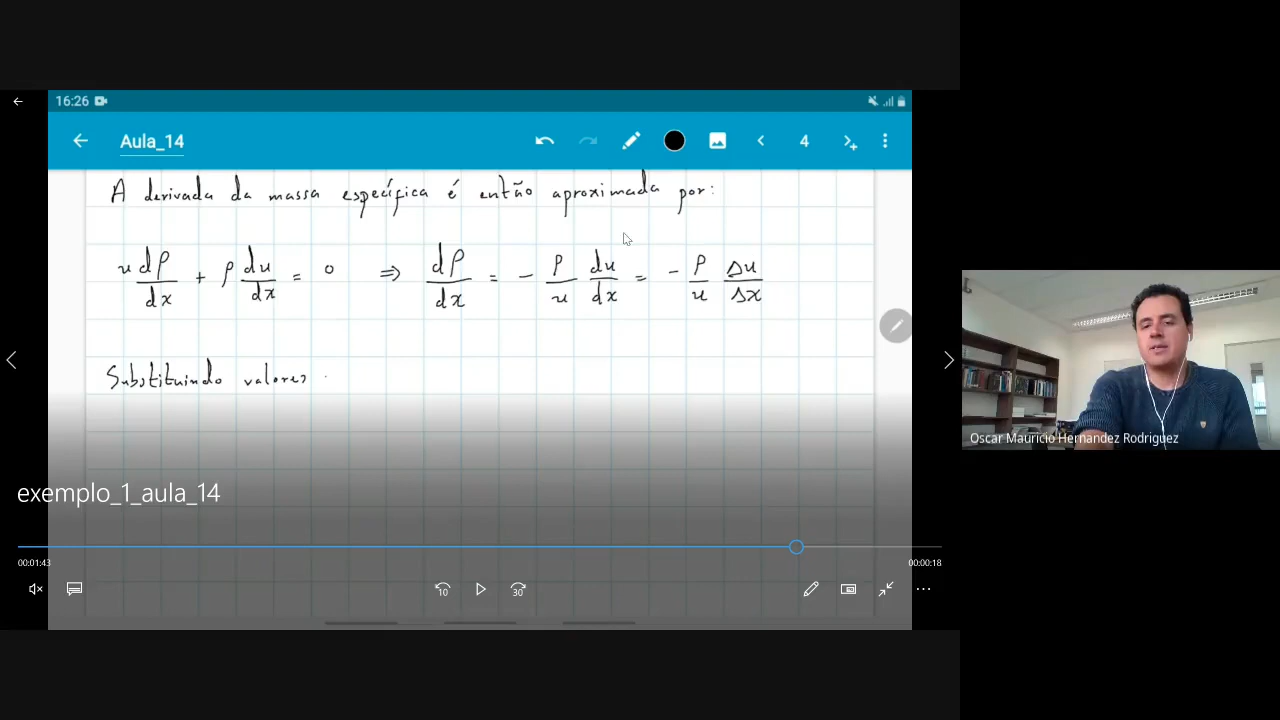 16:26
Aula_14
4
A derivada da massa específica é então aproximada por:
u dρ/dx + ρ du/dx = 0 ⇒ dρ/dx = - ρ/u du/dx = - ρ/u Δu/Δx
Substituindo valores
Oscar Mauricio Hernandez Rodriguez
exemplo_1_aula_14
00:01:43
00:00:18
10
30